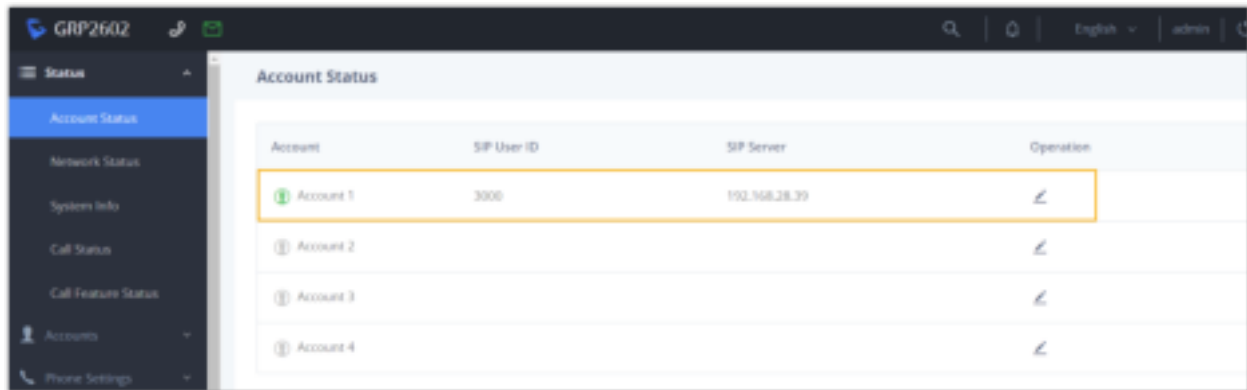 GRP2602
English
admin
Status
Account Status
Network Status
System Info
Call Status
Call Feature Status
Accounts
Phone Settings
Account Status
Account SIP User ID SIP Server Operation
Account 1 3000 192.168.28.39
Account 2
Account 3
Account 4